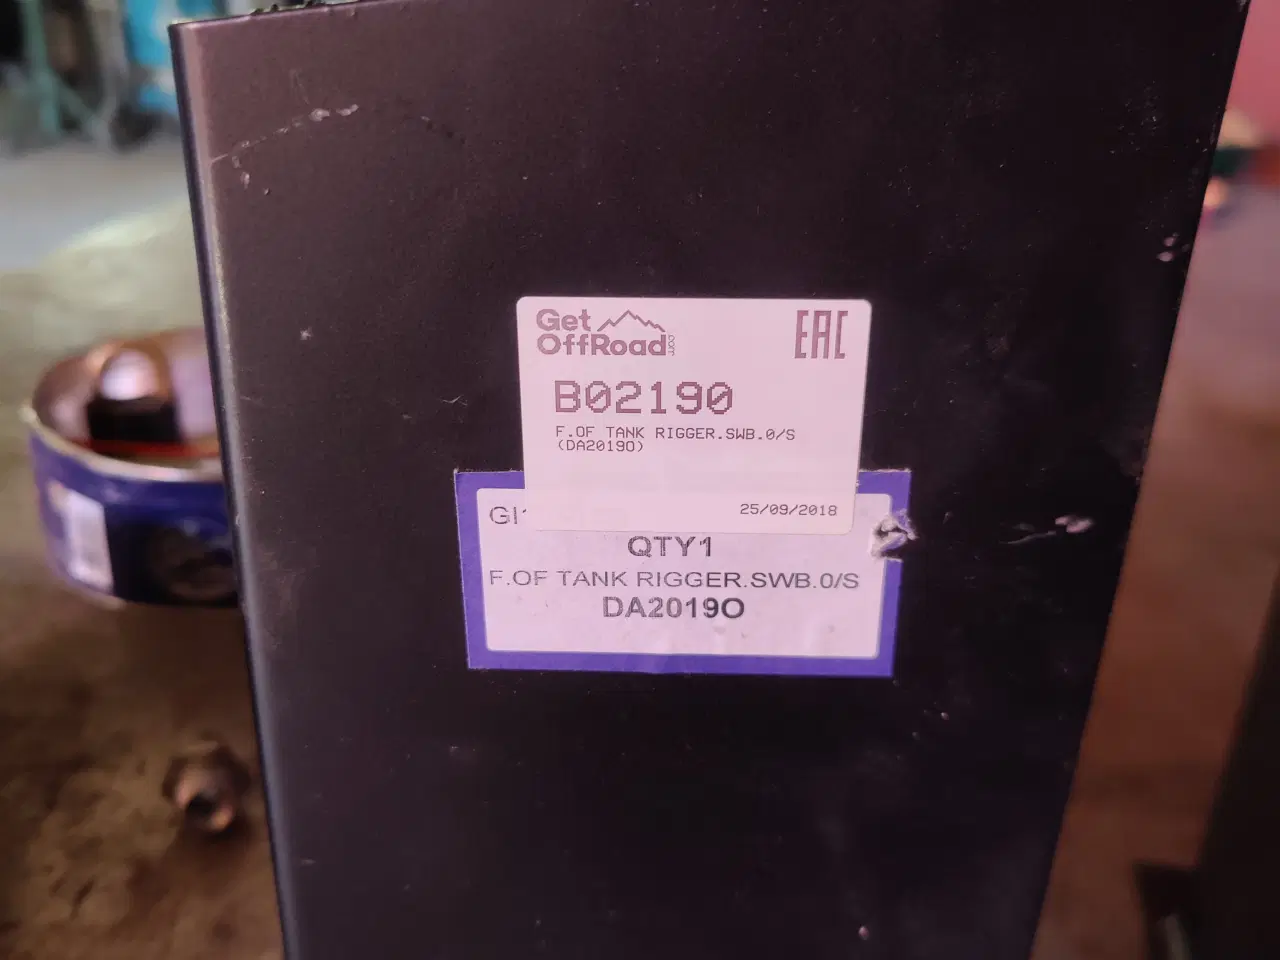 Get
OffRoad
EAC
B02190
F.OF TANK RIGGER.SWB.0/S
(DA2019O)
25/09/2018
QTY1
F.OF TANK RIGGER.SWB.0/S
DA2019O